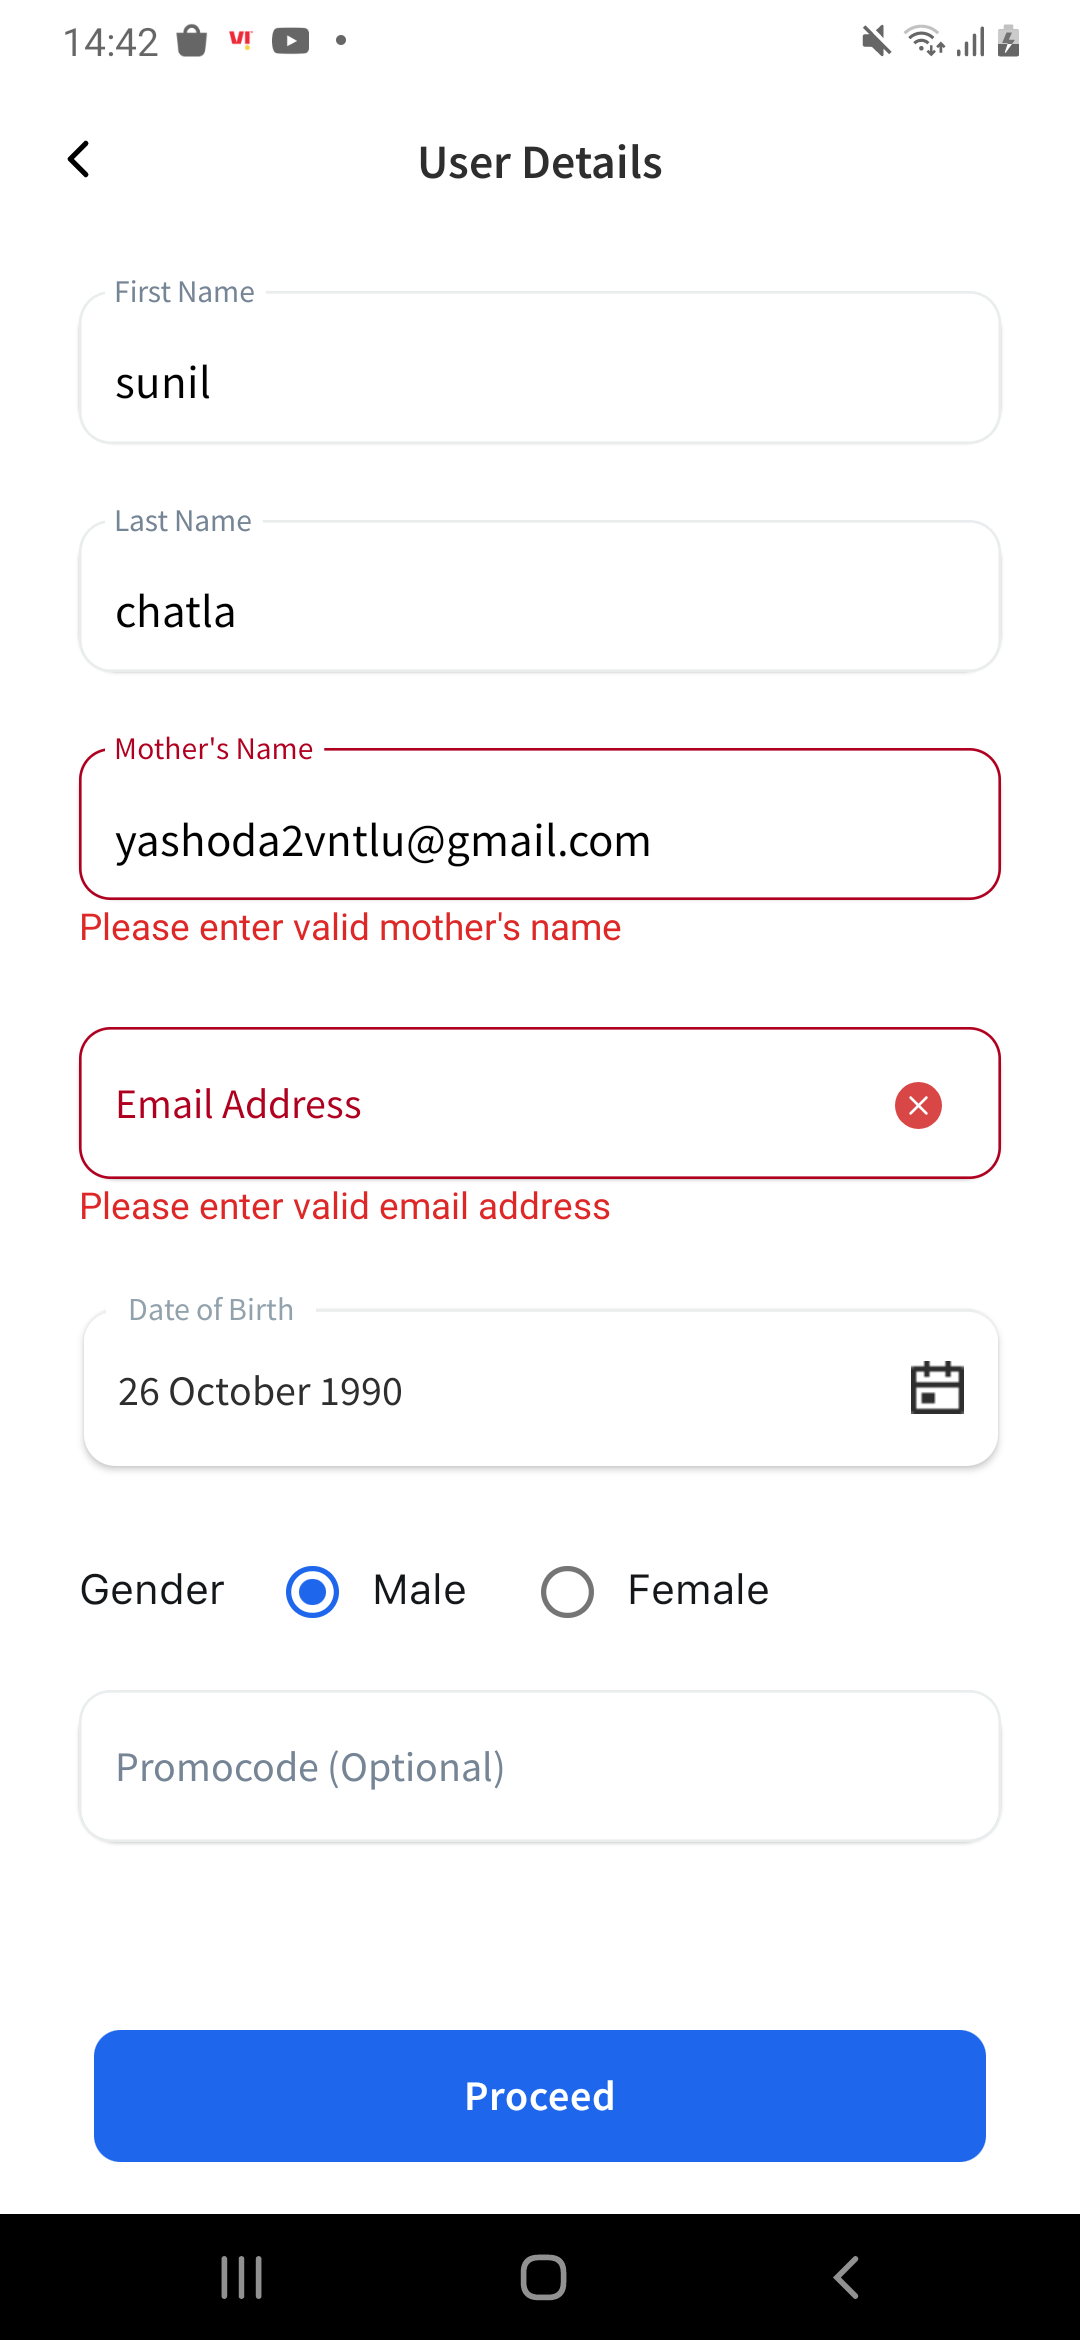 14:42 VI
User Details
First Name
sunil
Last Name
chatla
Mother's Name
yashoda2vntlu@gmail.com
Please enter valid mother's name
Email Address
Please enter valid email address
Date of Birth
26 October 1990
Gender Male Female
Promocode (Optional)
Proceed